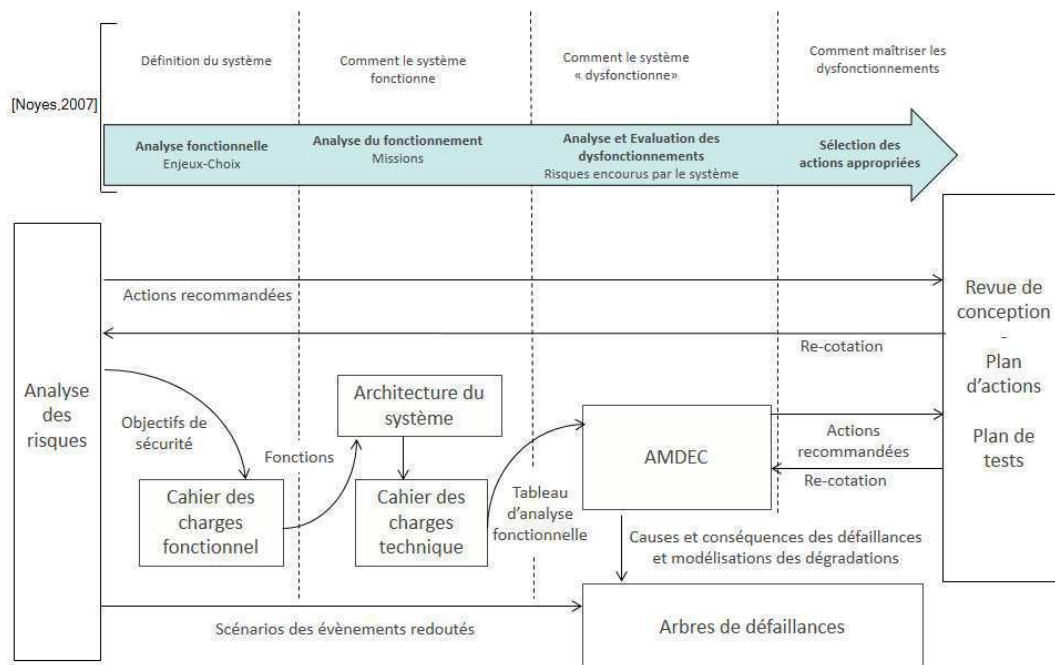 Définition du système
Comment le système
fonctionne
Comment le système
« dysfonctionne»
Comment maîtriser les
dysfonctionnements
[Noyes,2007]
Analyse fonctionnelle
Enjeux-Choix
Analyse du fonctionnement
Missions
Analyse et Evaluation des
dysfonctionnements
Risques encourus par le système
Sélection des
actions appropriées
Analyse
des
risques
Actions recommandées
Re-cotation
Revue de
conception
-
Plan
d'actions
Plan de
tests
Objectifs de
sécurité
Cahier des
charges
fonctionnel
Fonctions
Architecture du
système
Cahier des
charges
technique
Tableau
d'analyse
fonctionnelle
AMDEC
Actions
recommandées
Re-cotation
Causes et conséquences des défaillances
et modélisations des dégradations
Scénarios des évènements redoutés
Arbres de défaillances